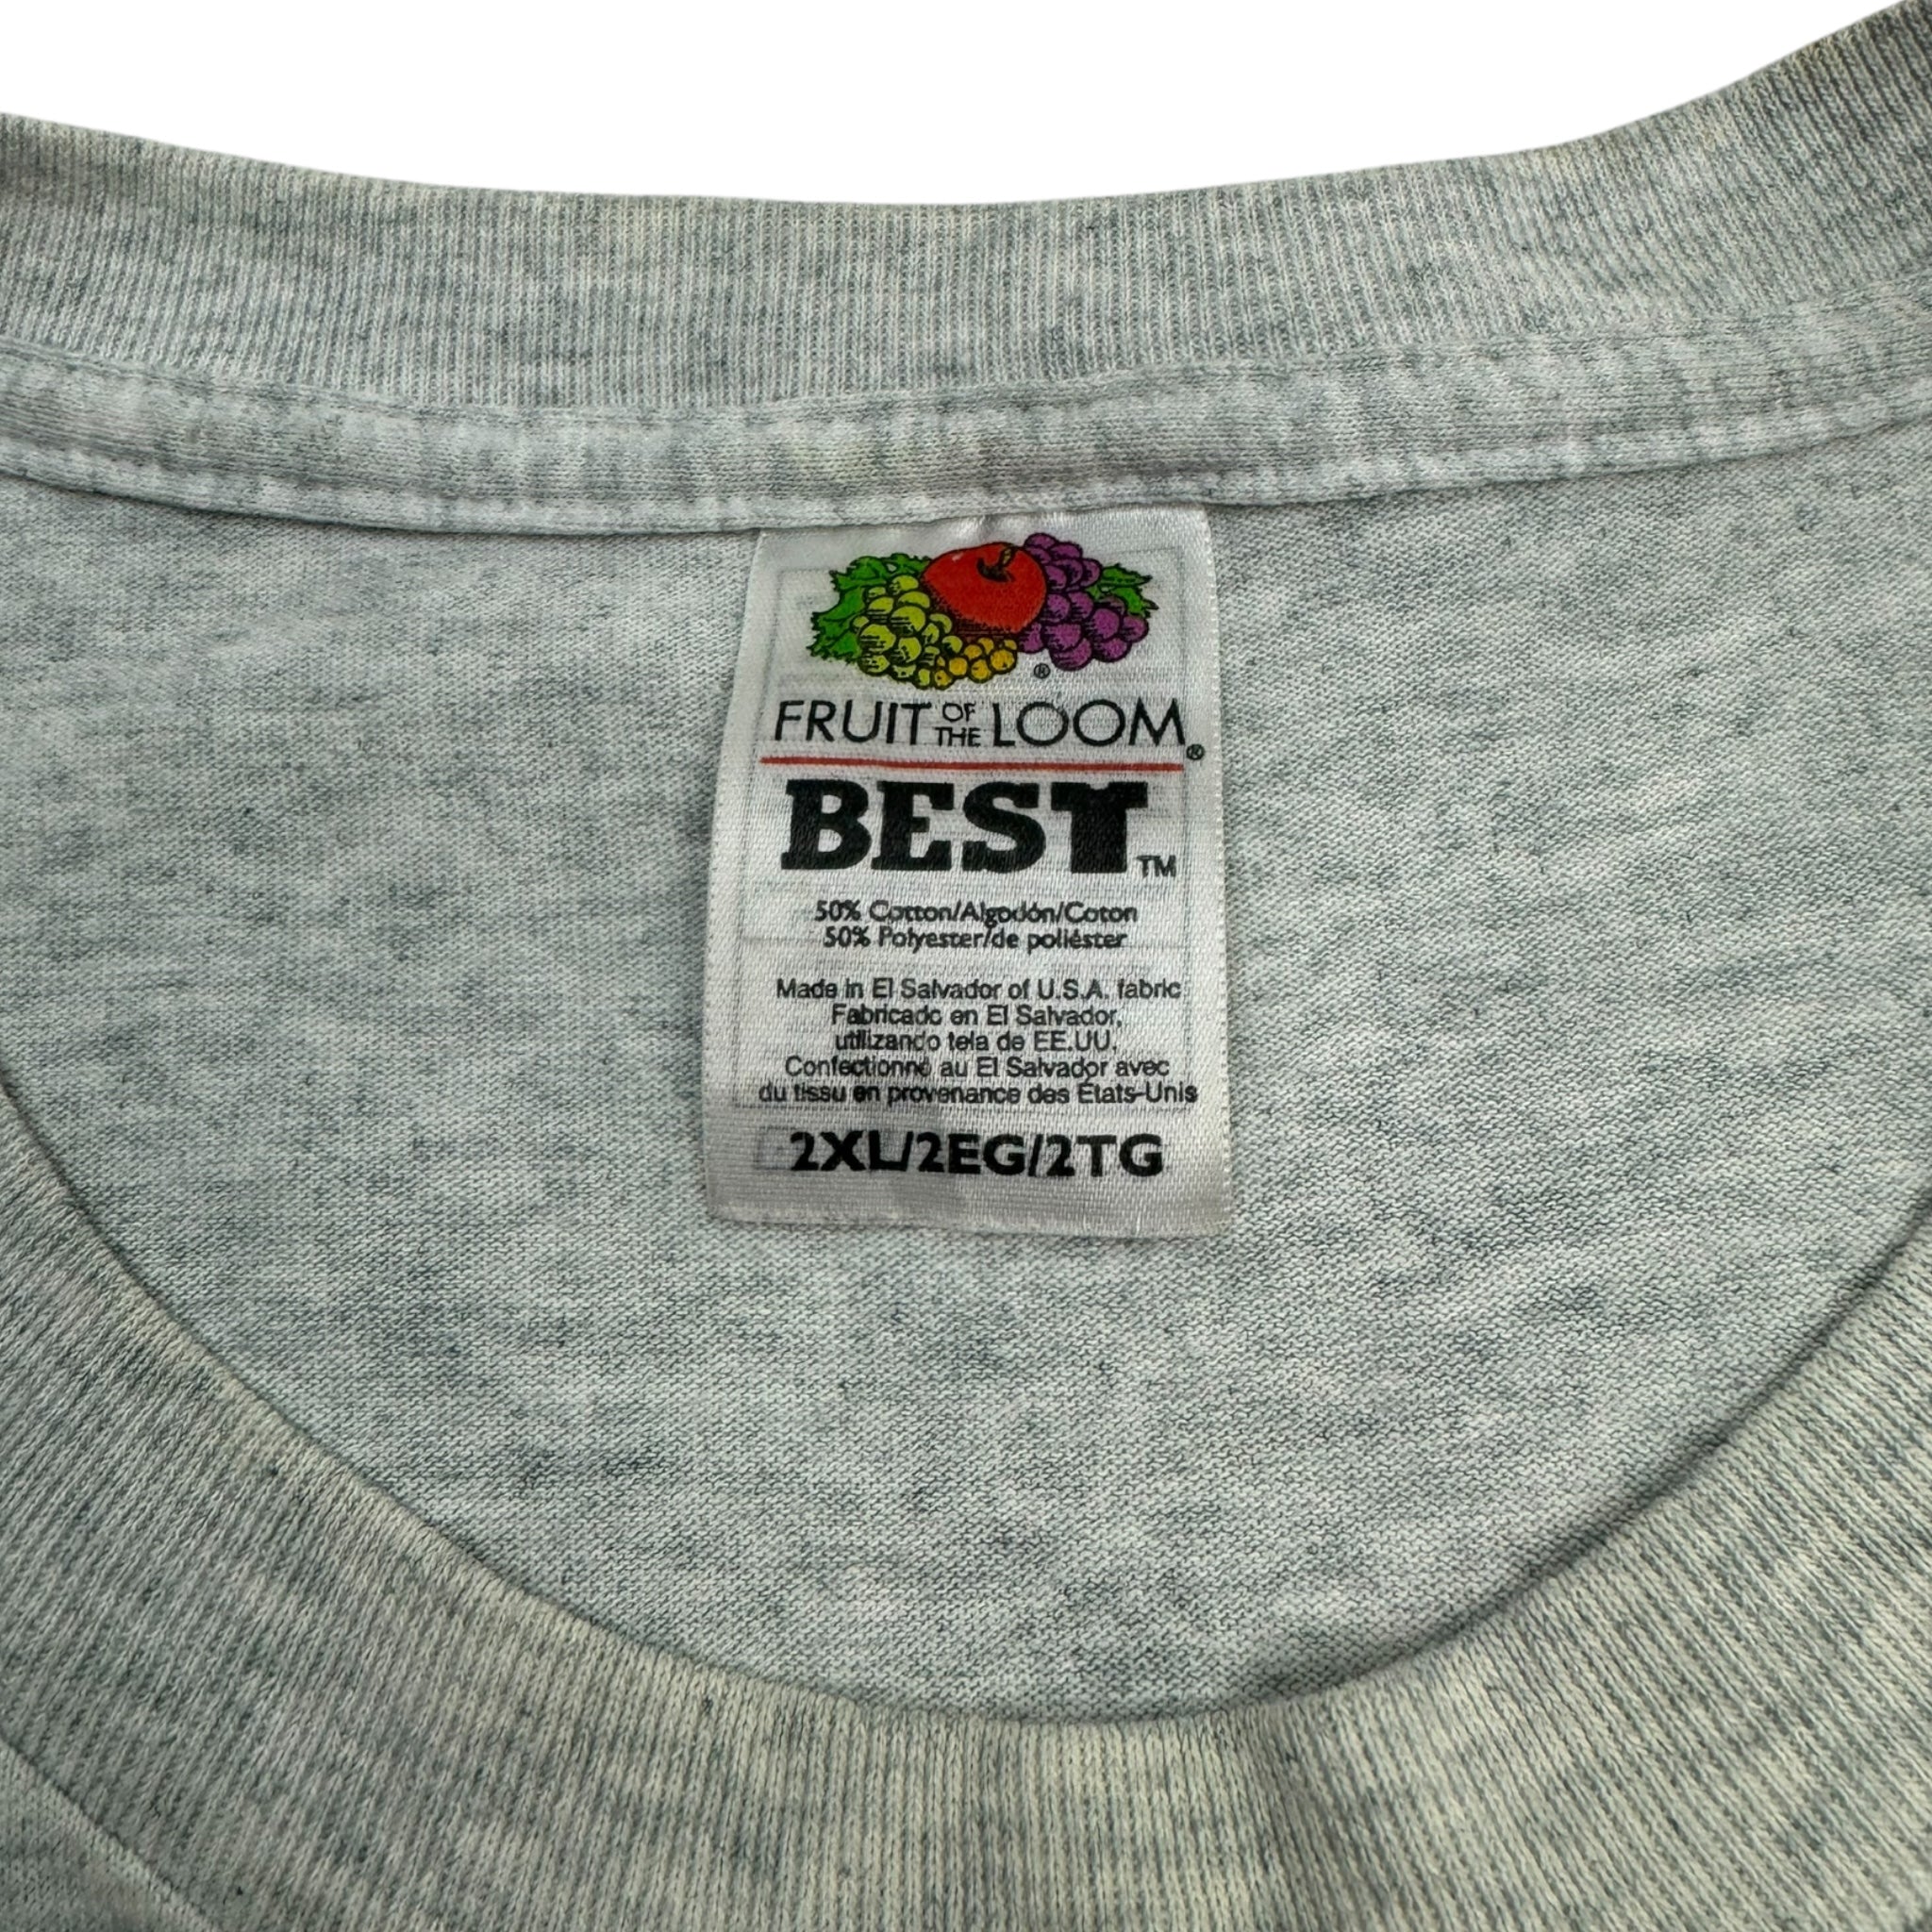 ®
FRUIT OF THE LOOM®
BEST™
50% Cotton/Algodón/Coton
50% Polyester/de poliéster
Made in El Salvador of U.S.A. fabric
Fabricado en El Salvador,
utilizando tela de EE.UU.
Confectionné au El Salvador avec
du tissu en provenance des États-Unis
2XL/2EG/2TG